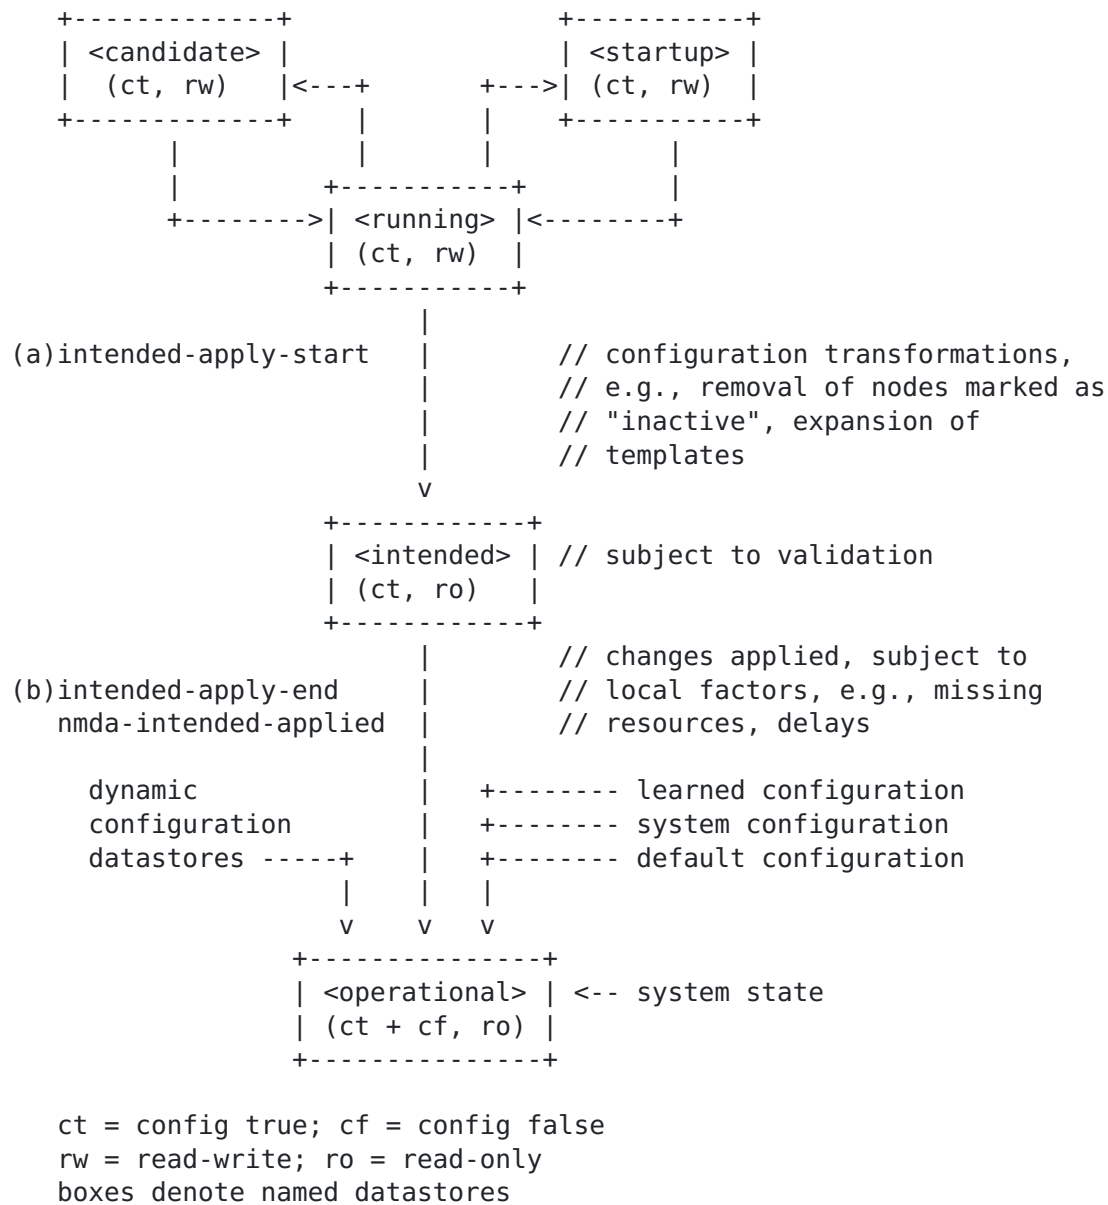 +-------------+                 +-----------+
| <candidate> |                 | <startup> |
|  (ct, rw)   |<---+       +--->| (ct, rw)  |
+-------------+    |       |    +-----------+
       |           |       |           |
       |         +-----------+         |
       +-------->| <running> |<--------+
                 | (ct, rw)  |
                 +-----------+
                       |
(a)intended-apply-start   |        // configuration transformations,
                       |        // e.g., removal of nodes marked as
                       |        // "inactive", expansion of
                       |        // templates
                       v
                 +------------+
                 | <intended> | // subject to validation
                 | (ct, ro)   |
                 +------------+
                       |        // changes applied, subject to
(b)intended-apply-end     |        // local factors, e.g., missing
   nmda-intended-applied  |        // resources, delays
                       |
  dynamic              |   +-------- learned configuration
  configuration        |   +-------- system configuration
  datastores -----+    |   +-------- default configuration
                  |    |   |
                  v    v   v
               +---------------+
               | <operational> | <-- system state
               | (ct + cf, ro) |
               +---------------+
ct = config true; cf = config false
rw = read-write; ro = read-only
boxes denote named datastores